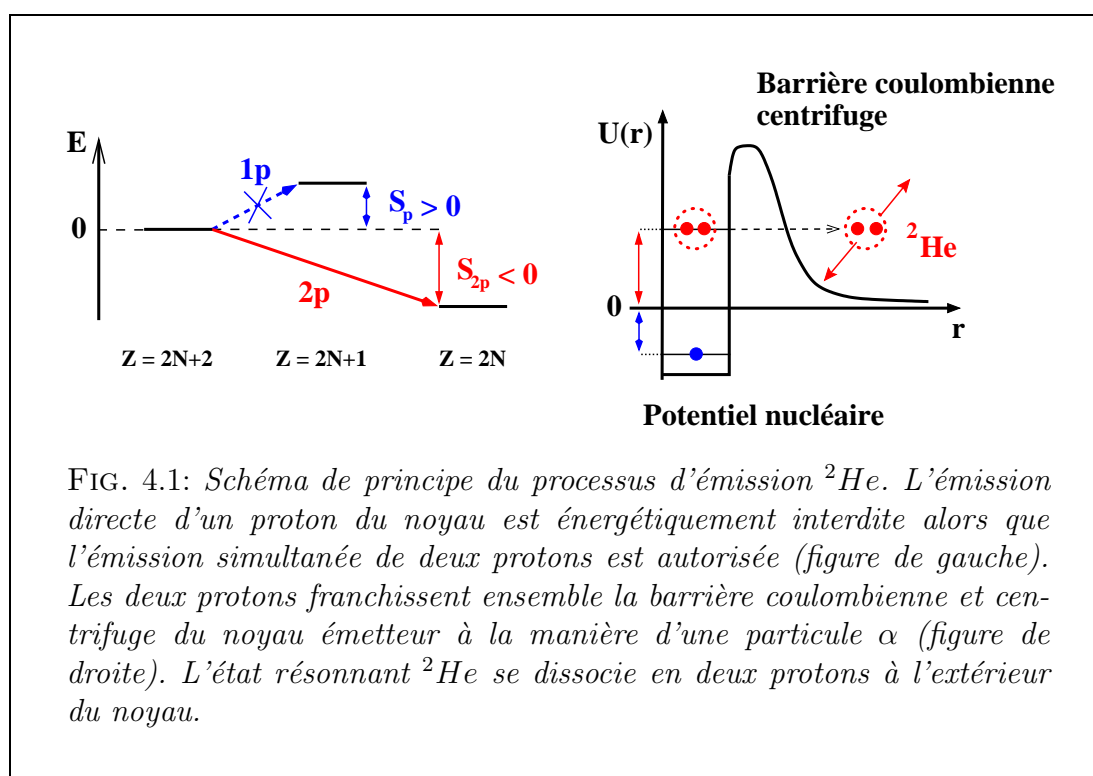 E
0
1p
2p
S_p > 0
S_2p < 0
Z = 2N+2
Z = 2N+1
Z = 2N
Barrière coulombienne
centrifuge
U(r)
0
r
²He
Potentiel nucléaire
FIG. 4.1: Schéma de principe du processus d'émission ²He. L'émission
directe d'un proton du noyau est énergétiquement interdite alors que
l'émission simultanée de deux protons est autorisée (figure de gauche).
Les deux protons franchissent ensemble la barrière coulombienne et cen-
trifuge du noyau émetteur à la manière d'une particule α (figure de
droite). L'état résonnant ²He se dissocie en deux protons à l'extérieur
du noyau.